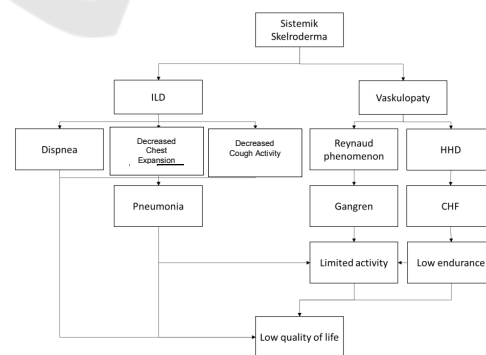 Sistemik
Skelroderma
ILD
Vaskulopaty
Dispnea
Decreased
Chest
Expansion
Decreased
Cough Activity
Reynaud
phenomenon
HHD
Pneumonia
Gangren
CHF
Limited activity
Low endurance
Low quality of life